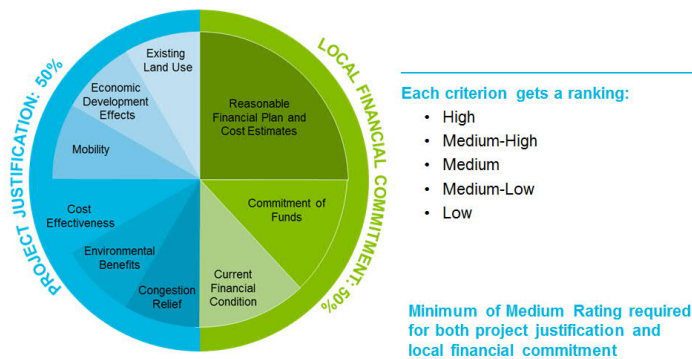 PROJECT JUSTIFICATION: 50%
LOCAL FINANCIAL COMMITMENT: 50%
Existing
Land Use
Economic
Development
Effects
Mobility
Cost
Effectiveness
Environmental
Benefits
Congestion
Relief
Reasonable
Financial Plan and
Cost Estimates
Commitment of
Funds
Current
Financial
Condition
Each criterion gets a ranking:
• High
• Medium-High
• Medium
• Medium-Low
• Low
Minimum of Medium Rating required
for both project justification and
local financial commitment